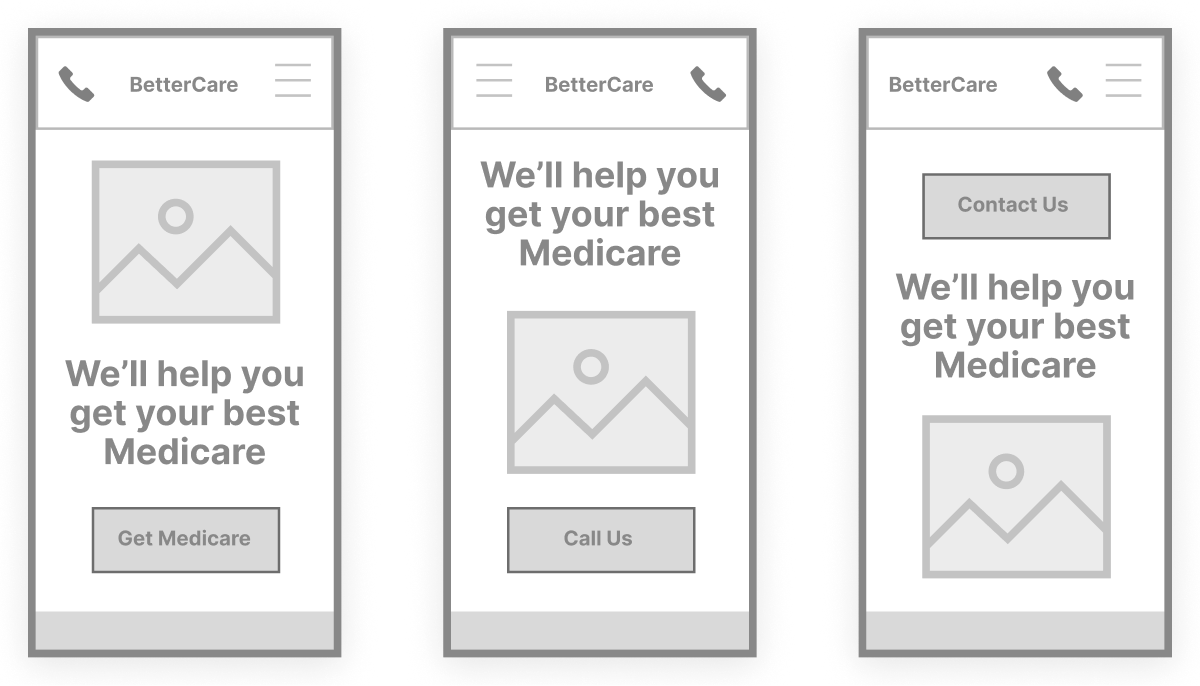 BetterCare
We’ll help you
get your best
Medicare
Get Medicare
BetterCare
We’ll help you
get your best
Medicare
Call Us
BetterCare
Contact Us
We’ll help you
get your best
Medicare